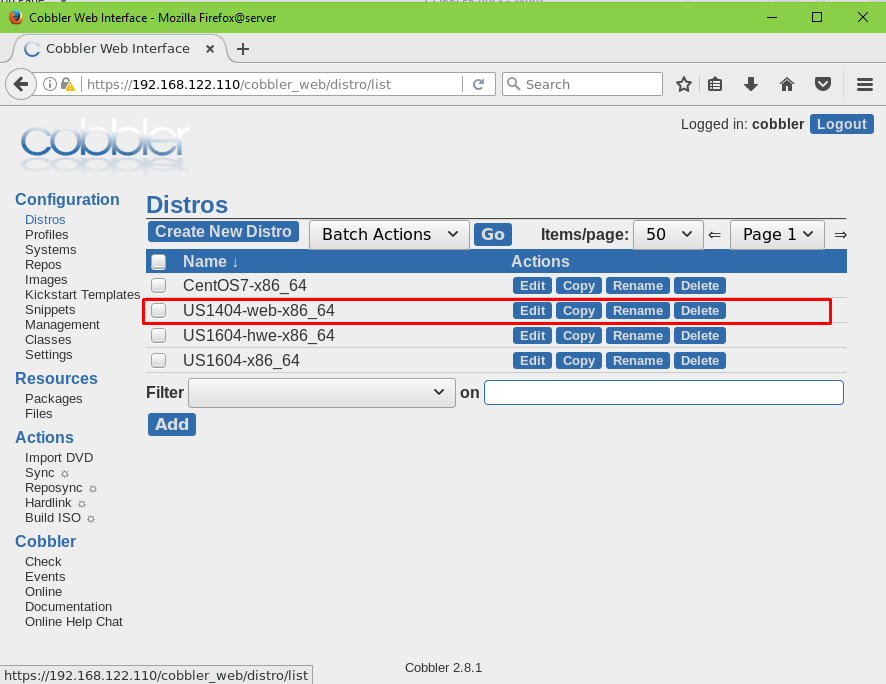 Cobbler Web Interface - Mozilla Firefox@server
Cobbler Web Interface
https://192.168.122.110/cobbler_web/distro/list
Search
cobbler
Logged in: cobbler Logout
Configuration
Distros
Profiles
Systems
Repos
Images
Kickstart Templates
Snippets
Management
Classes
Settings
Resources
Packages
Files
Actions
Import DVD
Sync ☼
Reposync ☼
Hardlink ☼
Build ISO ☼
Cobbler
Check
Events
Online
Documentation
Online Help Chat
Distros
Create New Distro Batch Actions Go Items/page: 50 ⇐ Page 1 ⇒
Name ↓ Actions
CentOS7-x86_64 Edit Copy Rename Delete
US1404-web-x86_64 Edit Copy Rename Delete
US1604-hwe-x86_64 Edit Copy Rename Delete
US1604-x86_64 Edit Copy Rename Delete
Filter on
Add
Cobbler 2.8.1
https://192.168.122.110/cobbler_web/distro/list